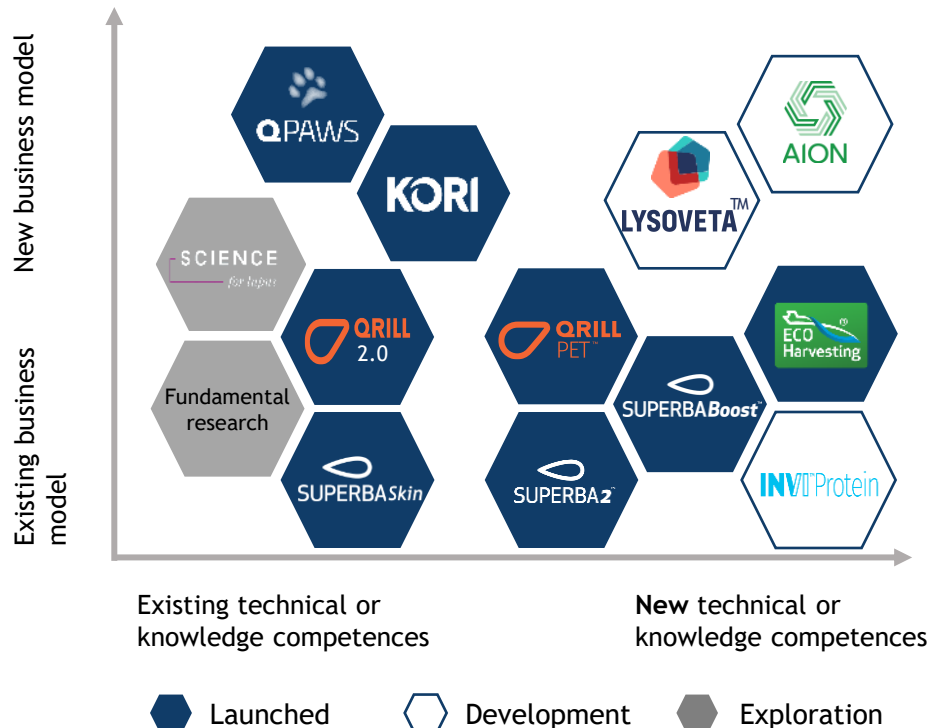 New business model
Existing business
model
QPAWS
KORI
AION
LYSOVETA™
SCIENCE
QRILL
2.0
QRILL
PET™
ECO
Harvesting
®
Fundamental
research
SUPERBABoost™
SUPERBASkin
SUPERBA2™
INVI™Protein
Existing technical or
knowledge competences
New technical or
knowledge competences
Launched
Development
Exploration